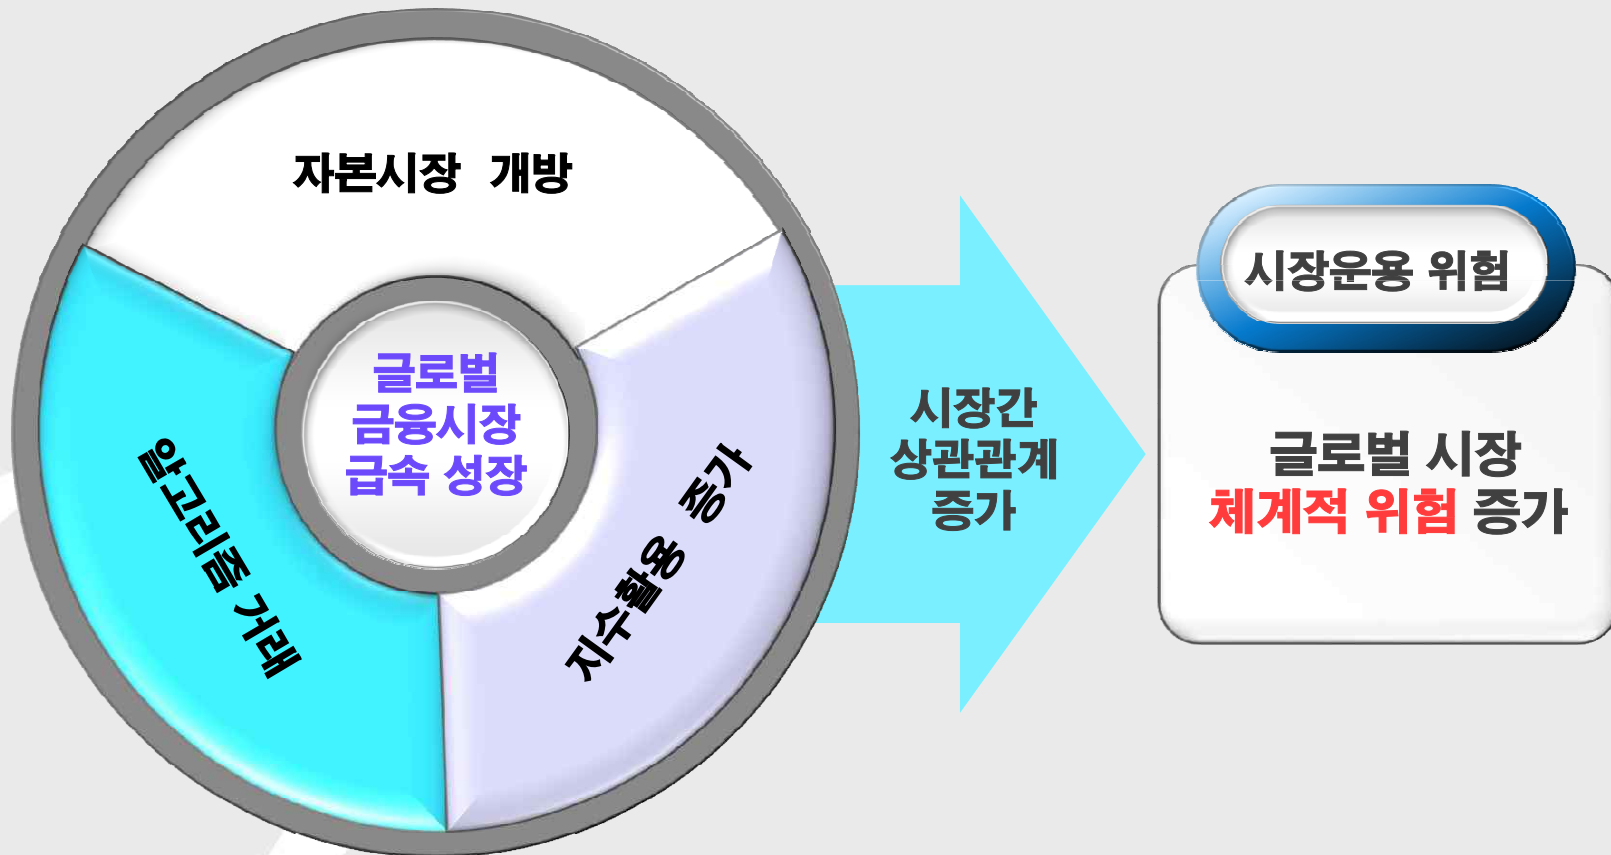 자본시장 개방
글로벌
금융시장
급속 성장
알고리즘 거래
지수활용 증가
시장간
상관관계
증가
시장운용 위험
글로벌 시장
체계적 위험 증가